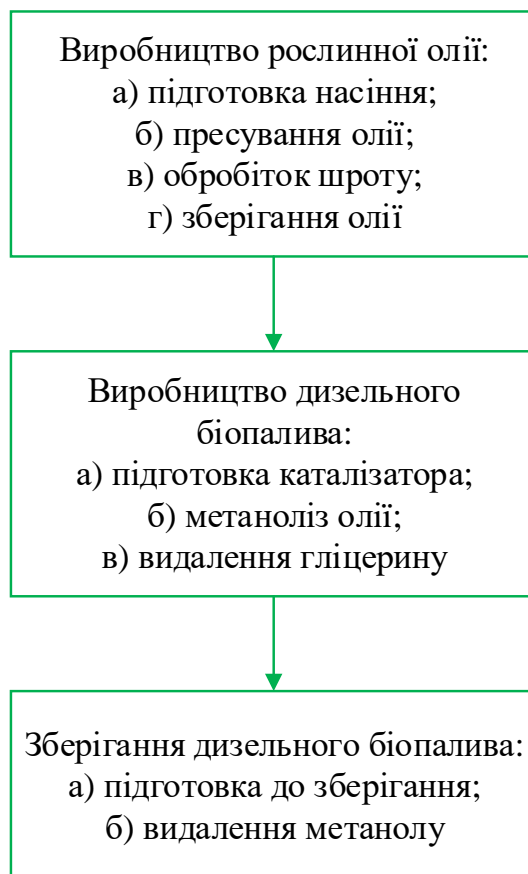 Виробництво рослинної олії:
а) підготовка насіння;
б) пресування олії;
в) обробіток шроту;
г) зберігання олії
Виробництво дизельного
біопалива:
а) підготовка каталізатора;
б) метаноліз олії;
в) видалення гліцерину
Зберігання дизельного біопалива:
а) підготовка до зберігання;
б) видалення метанолу